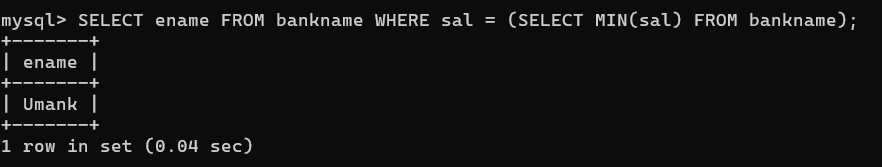 mysql> SELECT ename FROM bankname WHERE sal = (SELECT MIN(sal) FROM bankname);
+-------+
| ename |
+-------+
| Umank |
+-------+
1 row in set (0.04 sec)